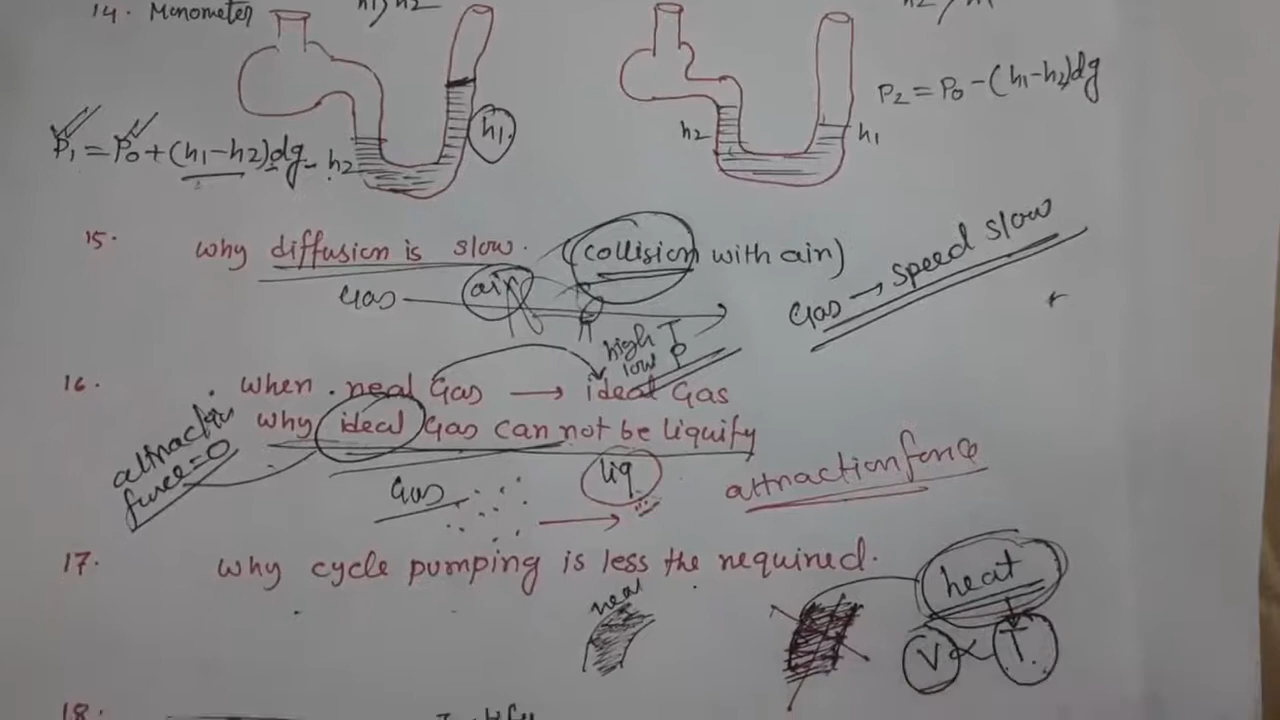 14. Manometer h1>h2
P1 = P0 + (h1-h2)dg h2 h1
P2 = P0 - (h1-h2)dg
h2 h1
15. why diffusion is slow. (collision with air)
Gas air
Gas → speed slow
high T
low P
16. when real Gas → ideal Gas
why ideal Gas can not be liquify
attraction
force=0
Gas → liq
attraction force
17. why cycle pumping is less the required.
heat
V ∝ T
18.